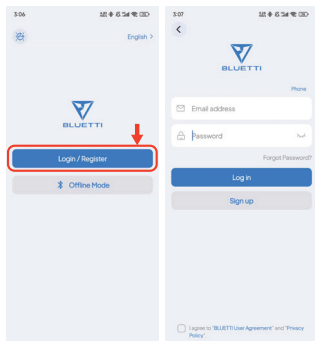 3:06
English >
BLUETTI
Login / Register
Offline Mode
3:07
BLUETTI
Phone
Email address
Password
Forgot Password?
Log in
Sign up
I agree to "BLUETTI User Agreement" and "Privacy
Policy".